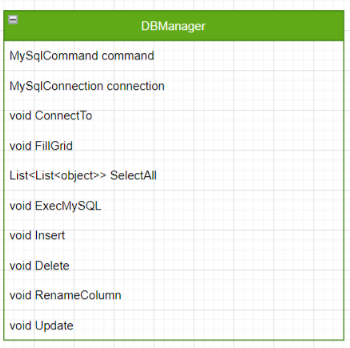 DBManager
MySqlCommand command
MySqlConnection connection
void ConnectTo
void FillGrid
List<List<object>> SelectAll
void ExecMySQL
void Insert
void Delete
void RenameColumn
void Update